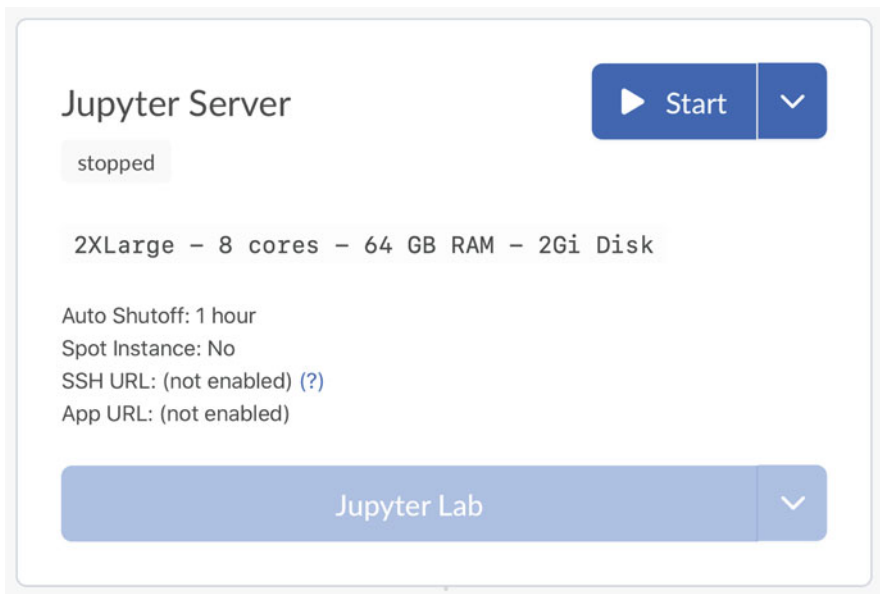 Jupyter Server
Start
stopped
2XLarge – 8 cores – 64 GB RAM – 2Gi Disk
Auto Shutoff: 1 hour
Spot Instance: No
SSH URL: (not enabled) (?)
App URL: (not enabled)
Jupyter Lab